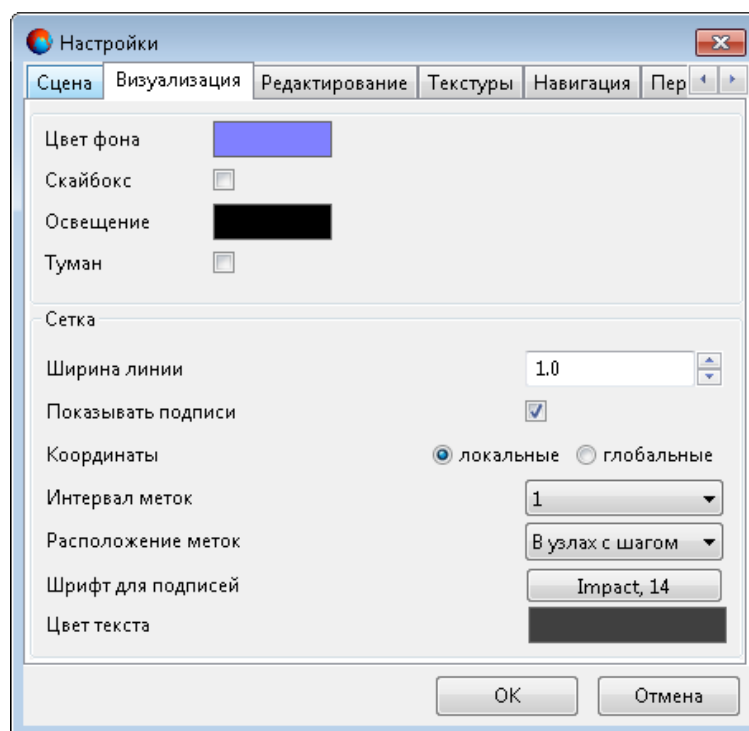 Настройки
Сцена Визуализация Редактирование Текстуры Навигация Пер
Цвет фона
Скайбокс
Освещение
Туман
Сетка
Ширина линии 1.0
Показывать подписи
Координаты локальные глобальные
Интервал меток 1
Расположение меток В узлах с шагом
Шрифт для подписей Impact, 14
Цвет текста
OK Отмена